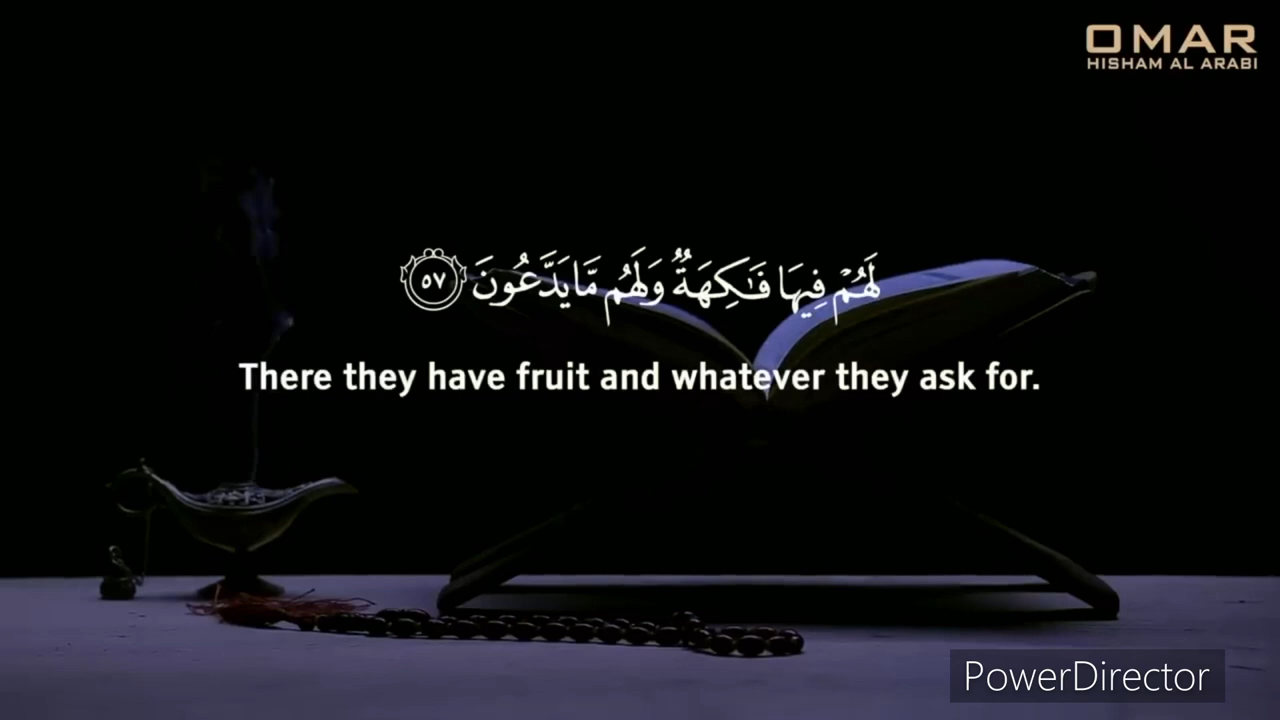 OMAR
HISHAM AL ARABI
لَهُمْ فِيهَا فَـٰكِهَةٌ وَلَهُم مَّا يَدَّعُونَ ٥٧
There they have fruit and whatever they ask for.
PowerDirector